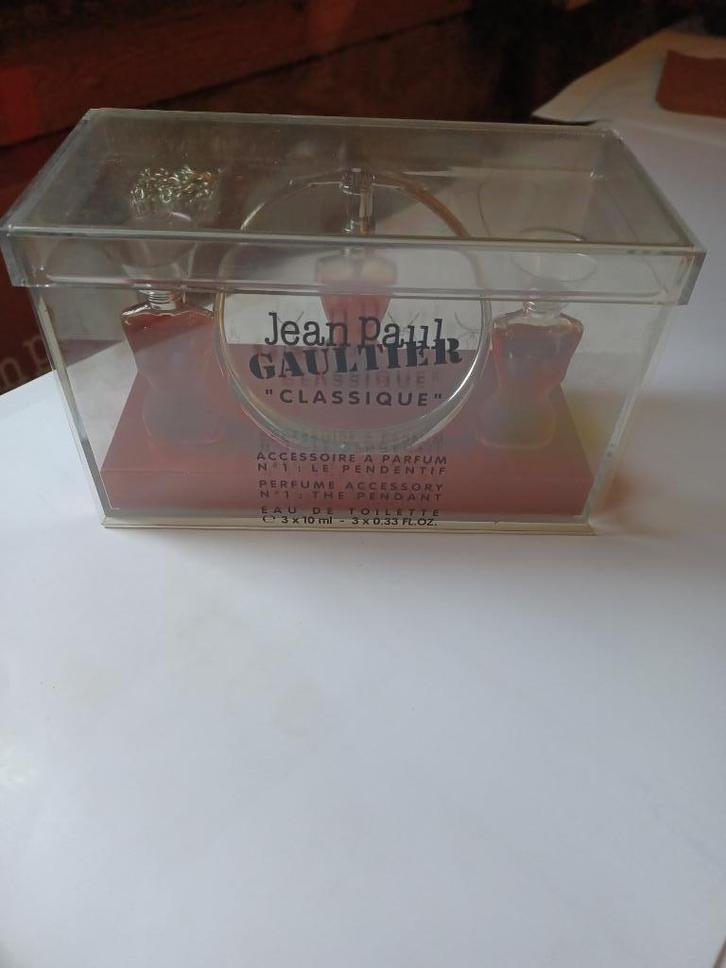 Jean Paul
GAULTIER
"CLASSIQUE"
ACCESSOIRE A PARFUM
N°1 : LE PENDENTIF
PERFUME ACCESSORY
N°1 : THE PENDANT
EAU DE TOILETTE
℮ 3 x 10 ml - 3 x 0.33 FL.OZ.